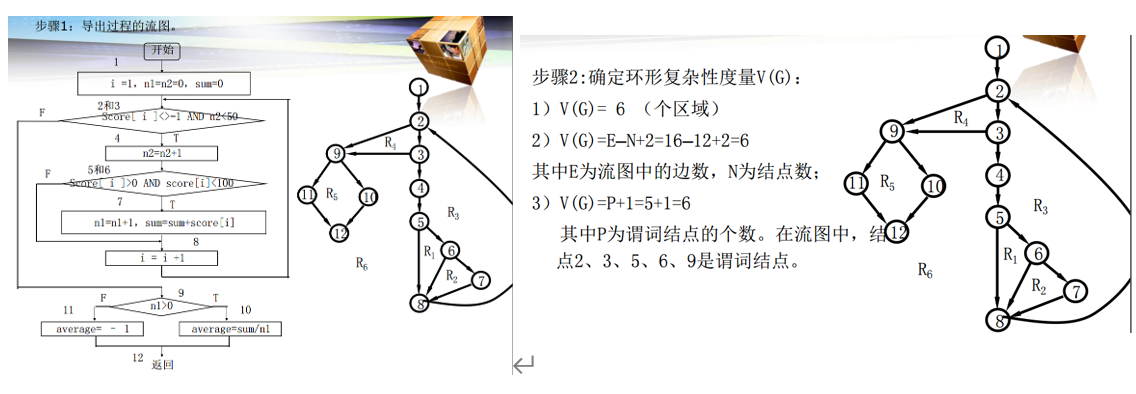 步骤1：导出过程的流图。
开始
1
i =1, n1=n2=0, sum=0
2和3
F
Score[ i ]<>-1 AND n2<50
4
T
n2=n2+1
5和6
F
Score[ i ]>0 AND score[i]<100
7
T
n1=n1+1, sum=sum+score[i]
8
i = i +1
9
F
n1>0
T
11
10
average= - 1
average=sum/n1
12
返回
1
2
R4
9
3
R5
11
10
4
12
R3
5
R1
6
R6
R2
7
8
步骤2:确定环形复杂性度量V(G)：
1）V(G)= 6 （个区域）
2）V(G)=E—N+2=16—12+2=6
其中E为流图中的边数，N为结点数；
3）V(G)=P+1=5+1=6
其中P为谓词结点的个数。在流图中，结
点2、3、5、6、9是谓词结点。
1
2
R4
9
3
11
R5
10
4
12
R3
5
R1
6
R6
R2
7
8